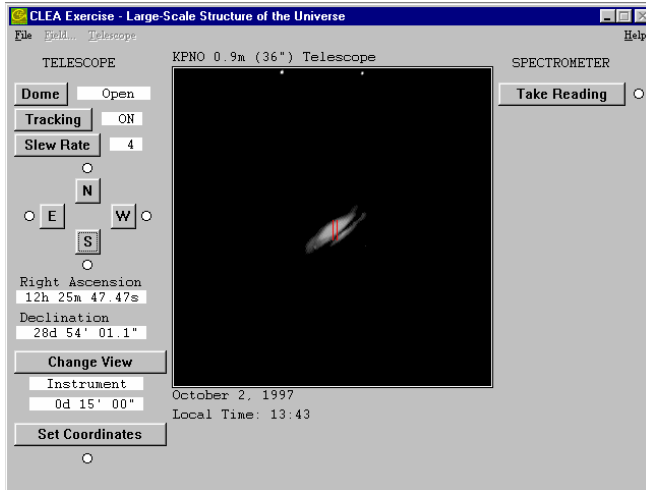 CLEA Exercise - Large-Scale Structure of the Universe
File Field... Telescope Help
TELESCOPE
KPNO 0.9m (36") Telescope
SPECTROMETER
Dome Open
Take Reading
Tracking ON
Slew Rate 4
N
E W
S
Right Ascension
12h 25m 47.47s
Declination
28d 54' 01.1"
Change View
Instrument
0d 15' 00"
October 2, 1997
Local Time: 13:43
Set Coordinates